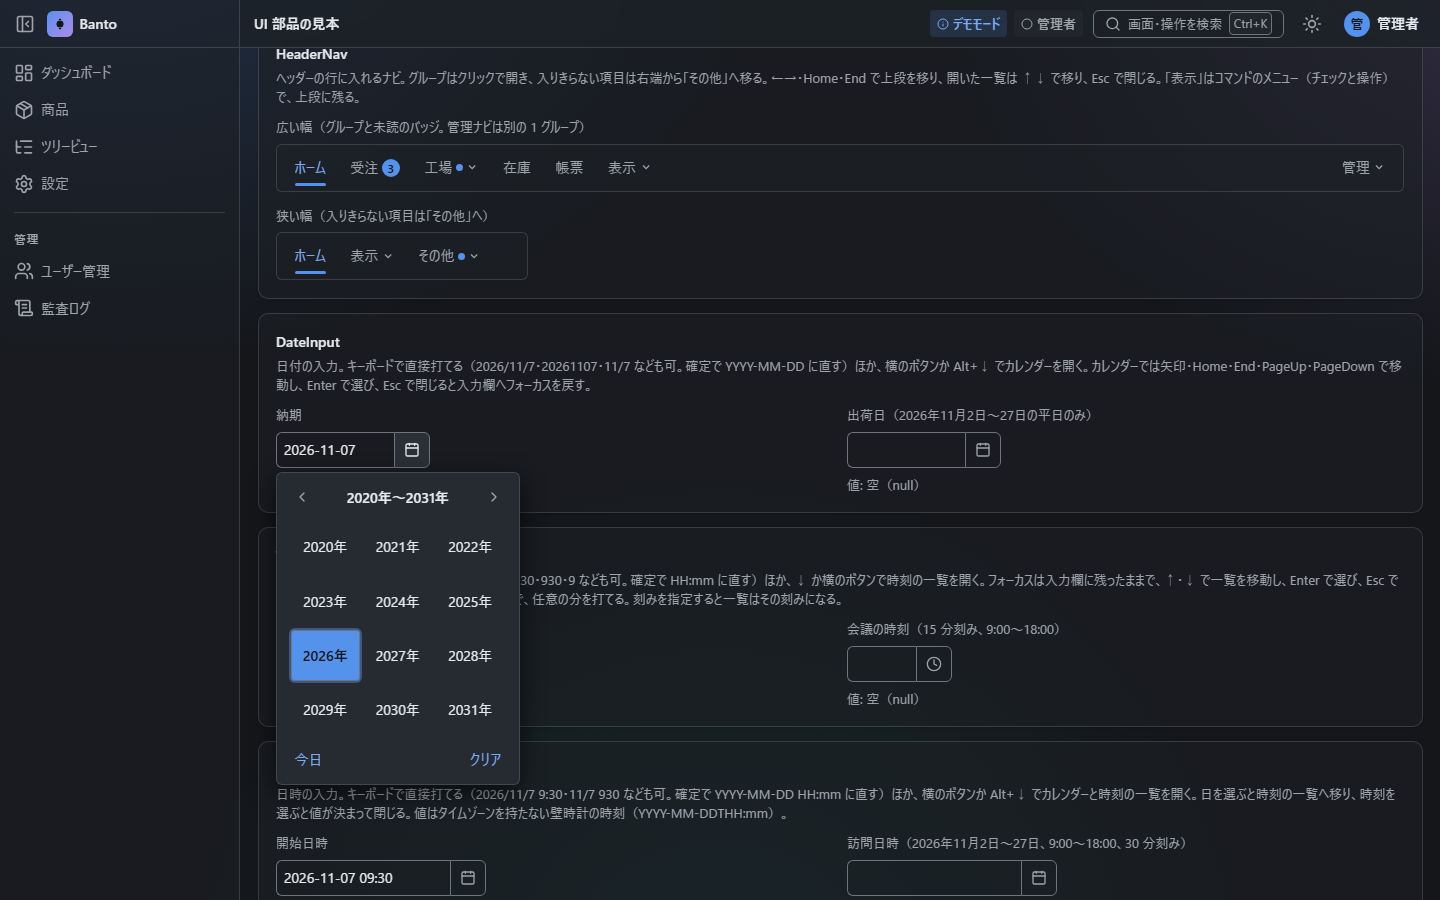 Banto
UI 部品の見本
デモモード
管理者
画面・操作を検索
Ctrl+K
管
管理者
ダッシュボード
商品
ツリービュー
設定
管理
ユーザー管理
監査ログ
HeaderNav
ヘッダーの行に入れるナビ。グループはクリックで開き、入りきらない項目は右端から「その他」へ移る。←→・Home・End で上段を移り、開いた一覧は ↑ ↓ で移り、Esc で閉じる。「表示」はコマンドのメニュー（チェックと操作）
で、上段に残る。
広い幅（グループと未読のバッジ。管理ナビは別の 1 グループ）
ホーム
受注 3
工場
在庫
帳票
表示
管理
狭い幅（入りきらない項目は「その他」へ）
ホーム
表示
その他
DateInput
日付の入力。キーボードで直接打てる（2026/11/7・20261107・11/7 なども可。確定で YYYY-MM-DD に直す）ほか、横のボタンか Alt+↓ でカレンダーを開く。カレンダーでは矢印・Home・End・PageUp・PageDown で移
動し、Enter で選び、Esc で閉じると入力欄へフォーカスを戻す。
納期
出荷日（2026年11月2日〜27日の平日のみ）
2026-11-07
値: 空（null）
2020年〜2031年
2020年 2021年 2022年
2023年 2024年 2025年
2026年 2027年 2028年
2029年 2030年 2031年
今日
クリア
30・930・9 なども可。確定で HH:mm に直す）ほか、↓ か横のボタンで時刻の一覧を開く。フォーカスは入力欄に残ったままで、↑・↓ で一覧を移動し、Enter で選び、Esc で
、任意の分を打てる。刻みを指定すると一覧はその刻みになる。
会議の時刻（15 分刻み、9:00〜18:00）
値: 空（null）
日時の入力。キーボードで直接打てる（2026/11/7 9:30・11/7 930 なども可。確定で YYYY-MM-DD HH:mm に直す）ほか、横のボタンか Alt+↓ でカレンダーと時刻の一覧を開く。日を選ぶと時刻の一覧へ移り、時刻を
選ぶと値が決まって閉じる。値はタイムゾーンを持たない壁時計の時刻（YYYY-MM-DDTHH:mm）。
開始日時
訪問日時（2026年11月2日〜27日、9:00〜18:00、30 分刻み）
2026-11-07 09:30